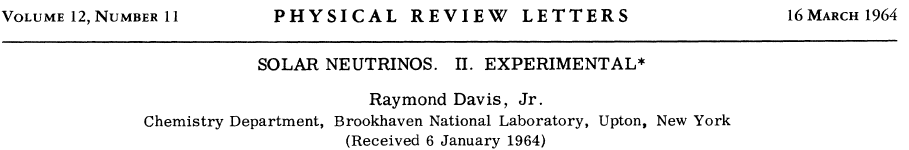 VOLUME 12, NUMBER 11 PHYSICAL REVIEW LETTERS 16 MARCH 1964
SOLAR NEUTRINOS. II. EXPERIMENTAL*
Raymond Davis, Jr.
Chemistry Department, Brookhaven National Laboratory, Upton, New York
(Received 6 January 1964)